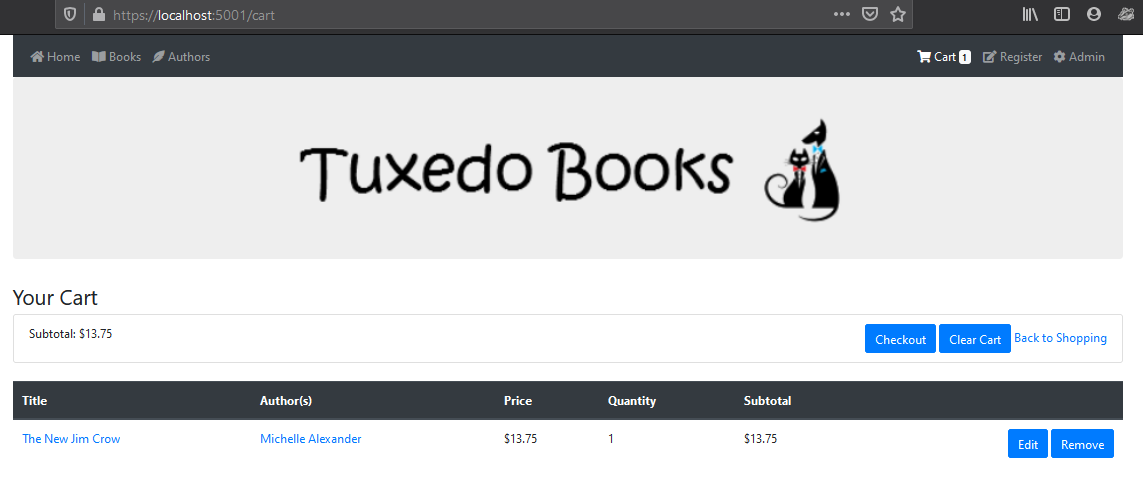 https://localhost:5001/cart
Home Books Authors Cart 1 Register Admin
Tuxedo Books
Your Cart
Subtotal: $13.75 Checkout Clear Cart Back to Shopping
Title Author(s) Price Quantity Subtotal
The New Jim Crow Michelle Alexander $13.75 1 $13.75 Edit Remove